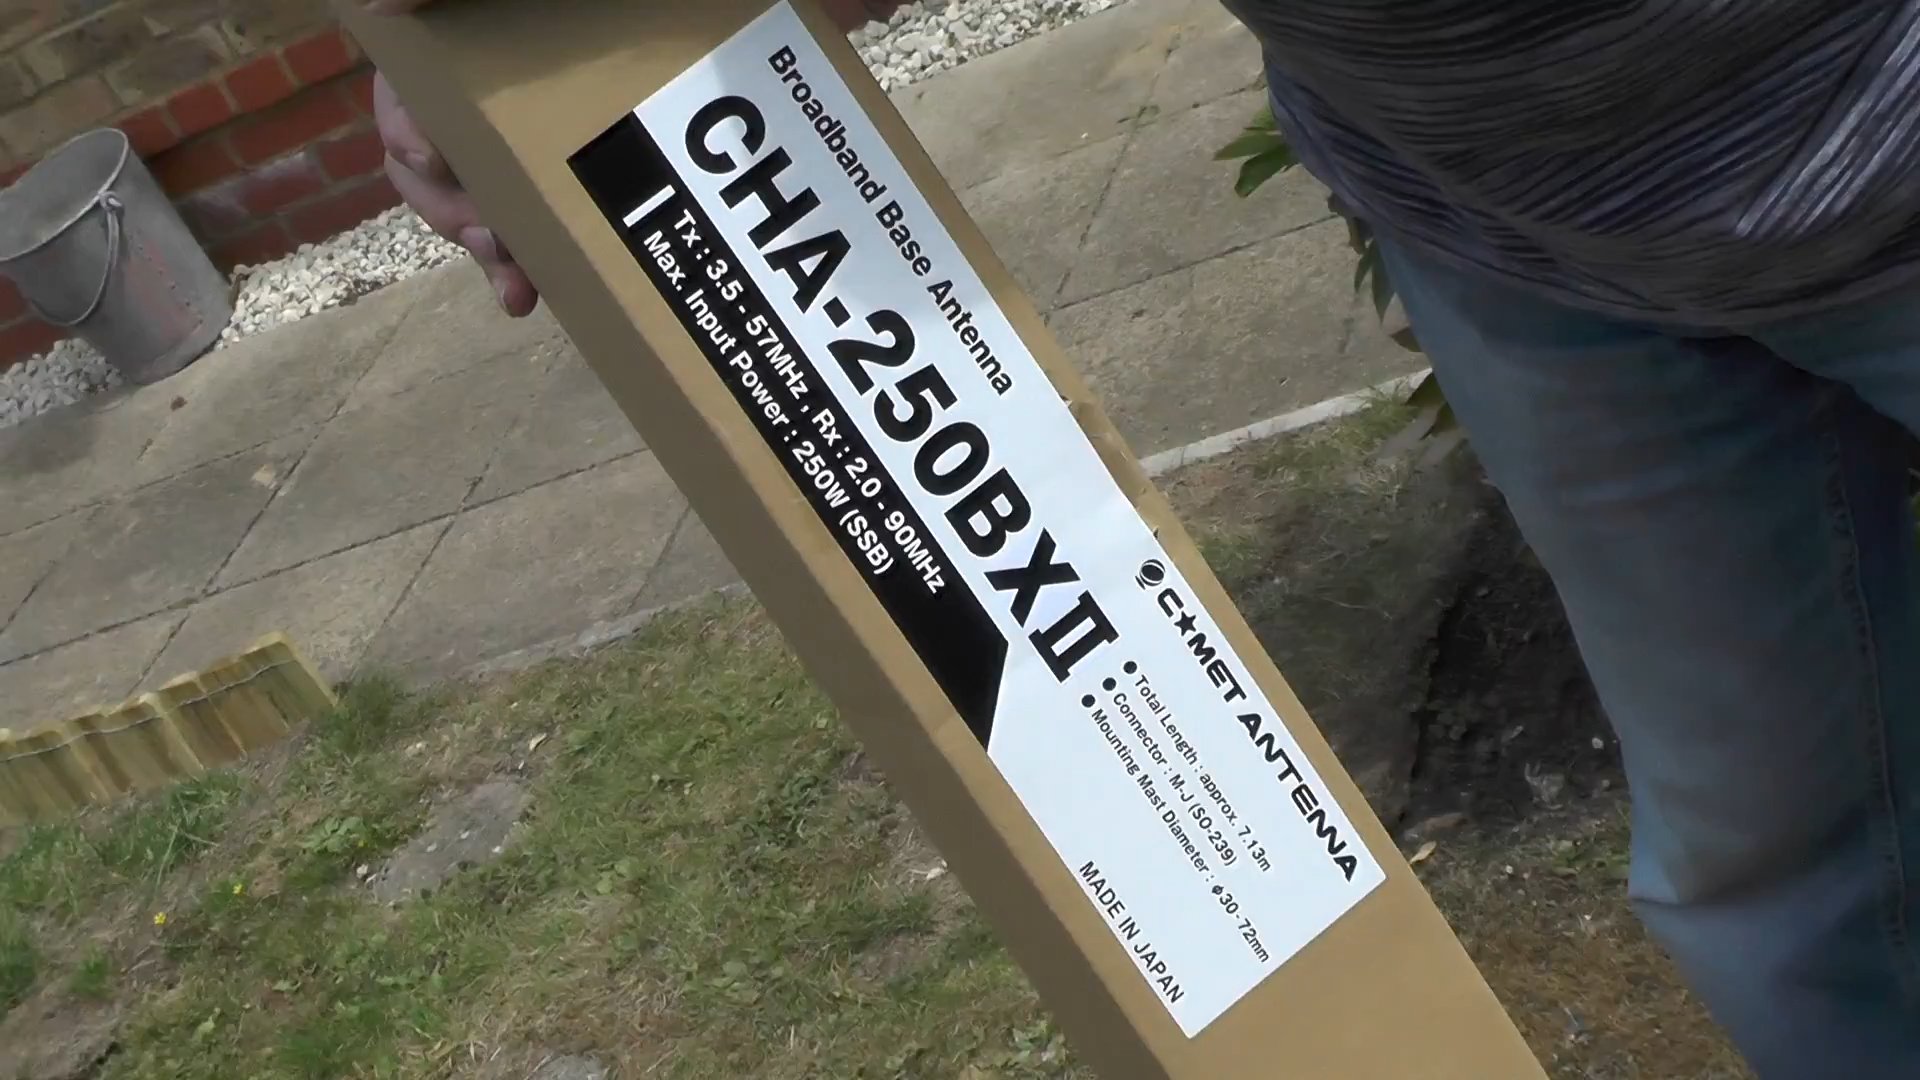 Broadband Base Antenna
CHA-250BXII
Tx : 3.5 - 57MHz , Rx : 2.0 - 90MHz
Max. Input Power : 250W (SSB)
C★MET ANTENNA
● Total Length : approx. 7.13m
● Connector : M-J (SO-239)
● Mounting Mast Diameter : ø30-72mm
MADE IN JAPAN